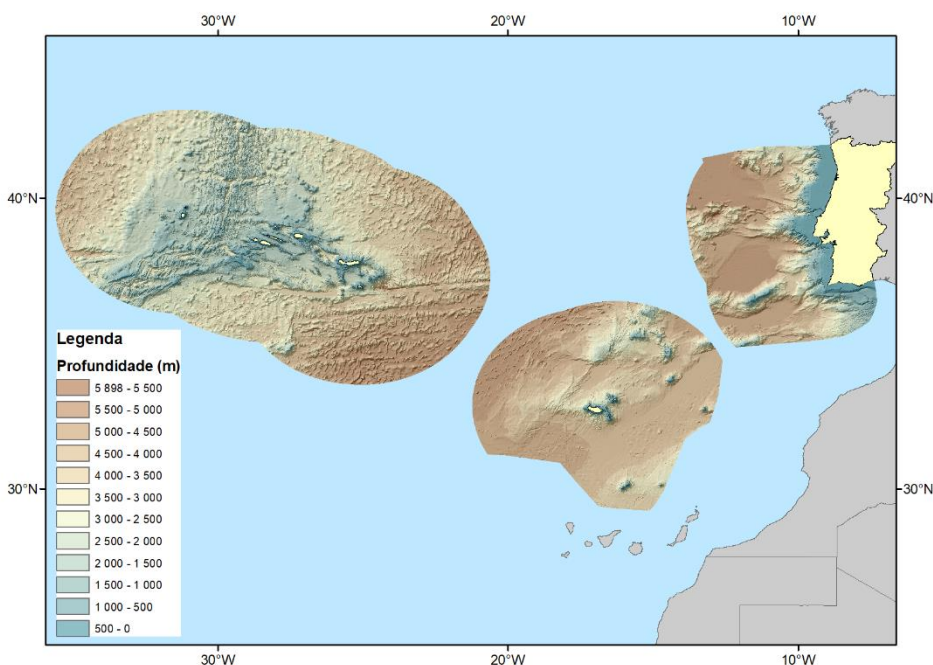 30°W 20°W 10°W
40°N 40°N
30°N 30°N
Legenda
Profundidade (m)
5 898 - 5 500
5 500 - 5 000
5 000 - 4 500
4 500 - 4 000
4 000 - 3 500
3 500 - 3 000
3 000 - 2 500
2 500 - 2 000
2 000 - 1 500
1 500 - 1 000
1 000 - 500
500 - 0
30°W 20°W 10°W